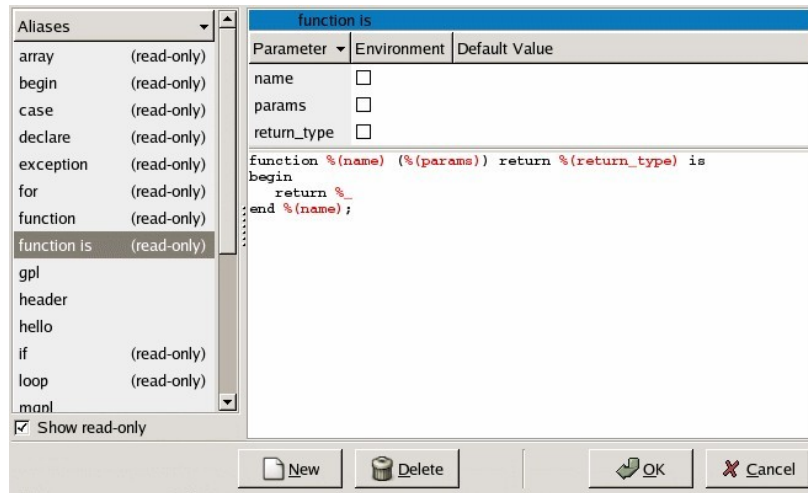 Aliases
array (read-only)
begin (read-only)
case (read-only)
declare (read-only)
exception (read-only)
for (read-only)
function (read-only)
function is (read-only)
gpl
header
hello
if (read-only)
loop (read-only)
mgpl
Show read-only
function is
Parameter Environment Default Value
name
params
return_type
function %(name) (%(params)) return %(return_type) is
begin
return %_
end %(name);
New Delete OK Cancel